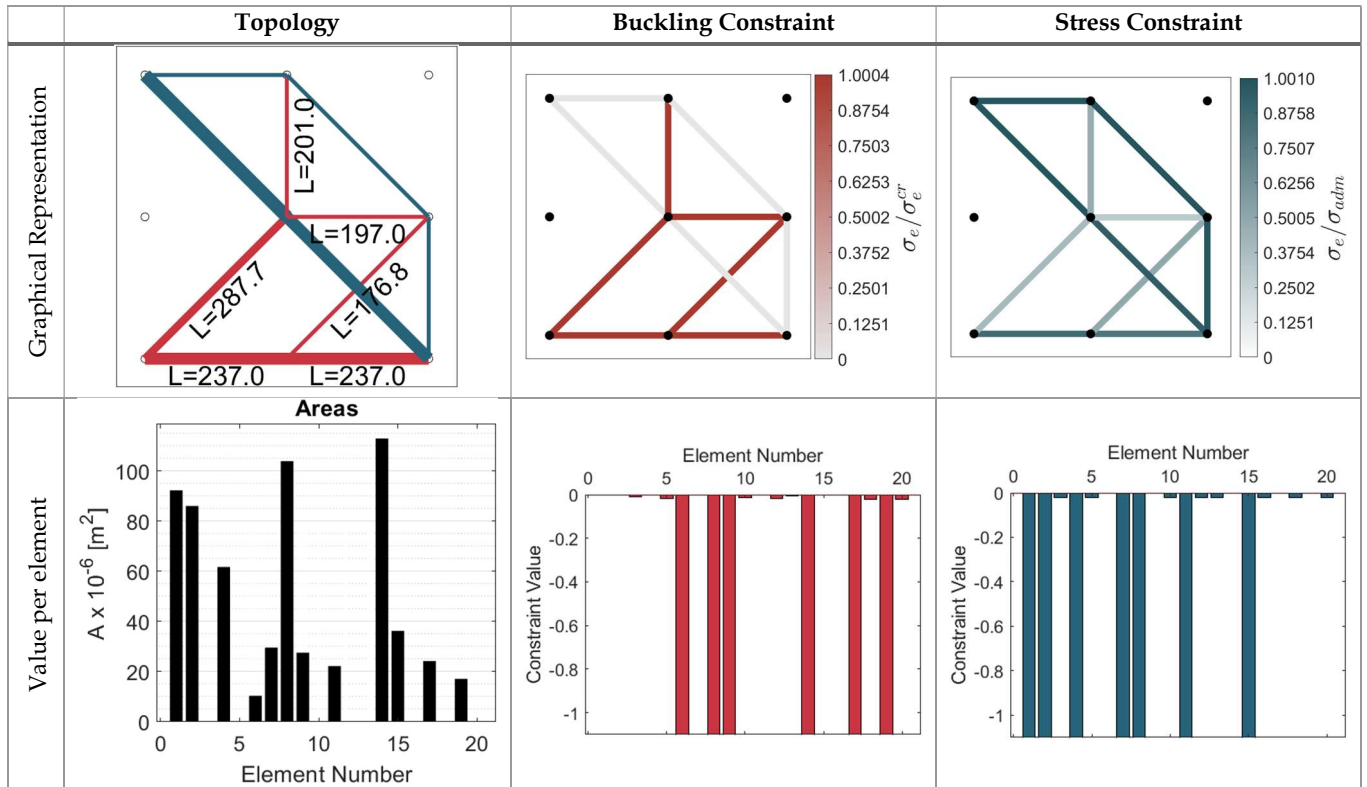 Topology
Buckling Constraint
Stress Constraint
Graphical Representation
L=201.0
L=197.0
L=287.7
L=176.8
L=237.0
L=237.0
1.0004
0.8754
0.7503
0.6253
0.5002
0.3752
0.2501
0.1251
0
σe/σe^cr
1.0010
0.8758
0.7507
0.6256
0.5005
0.3754
0.2502
0.1251
0
σe/σadm
Value per element
Areas
A x 10^-6 [m^2]
100
80
60
40
20
0
0 5 10 15 20
Element Number
Element Number
0 5 10 15 20
Constraint Value
0
-0.2
-0.4
-0.6
-0.8
-1
Element Number
0 5 10 15 20
Constraint Value
0
-0.2
-0.4
-0.6
-0.8
-1